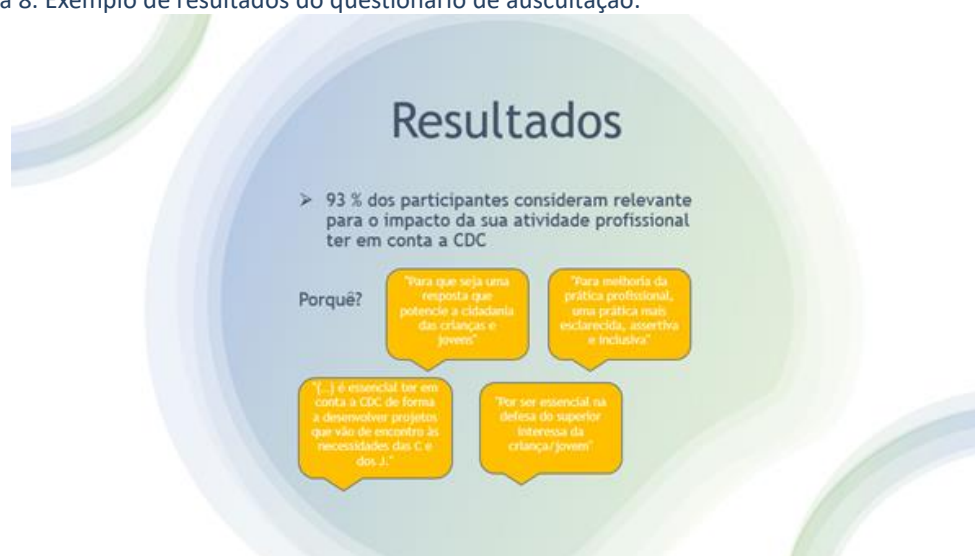 a 8. Exemplo de resultados do questionário de auscultação.
Resultados
➢ 93 % dos participantes consideram relevante
para o impacto da sua atividade profissional
ter em conta a CDC
Porquê?
"Para que seja uma
resposta que
potencie a cidadania
das crianças e
jovens"
"Para melhoria da
prática profissional,
uma prática mais
esclarecida, assertiva
e inclusiva"
"(…) é essencial ter em
conta a CDC de forma
a desenvolver projetos
que vão de encontro às
necessidades das C e
dos J."
"Por ser essencial na
defesa do superior
interessa da
criança/jovem"